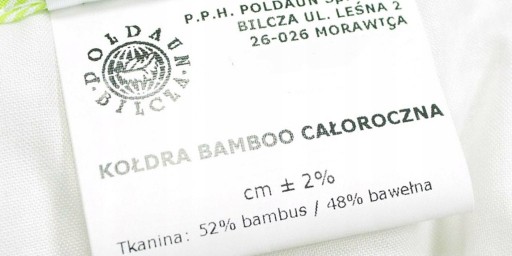 P.P.H. POLDAUN Sp.
BILCZA UL. LEŚNA 2
26-026 MORAWICA
POLDAUN
BILCZA
KOŁDRA BAMBOO CAŁOROCZNA
cm ± 2%
Tkanina: 52% bambus / 48% bawełna